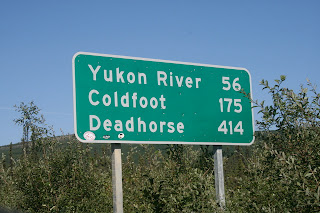 Yukon River 56
Coldfoot 175
Deadhorse 414